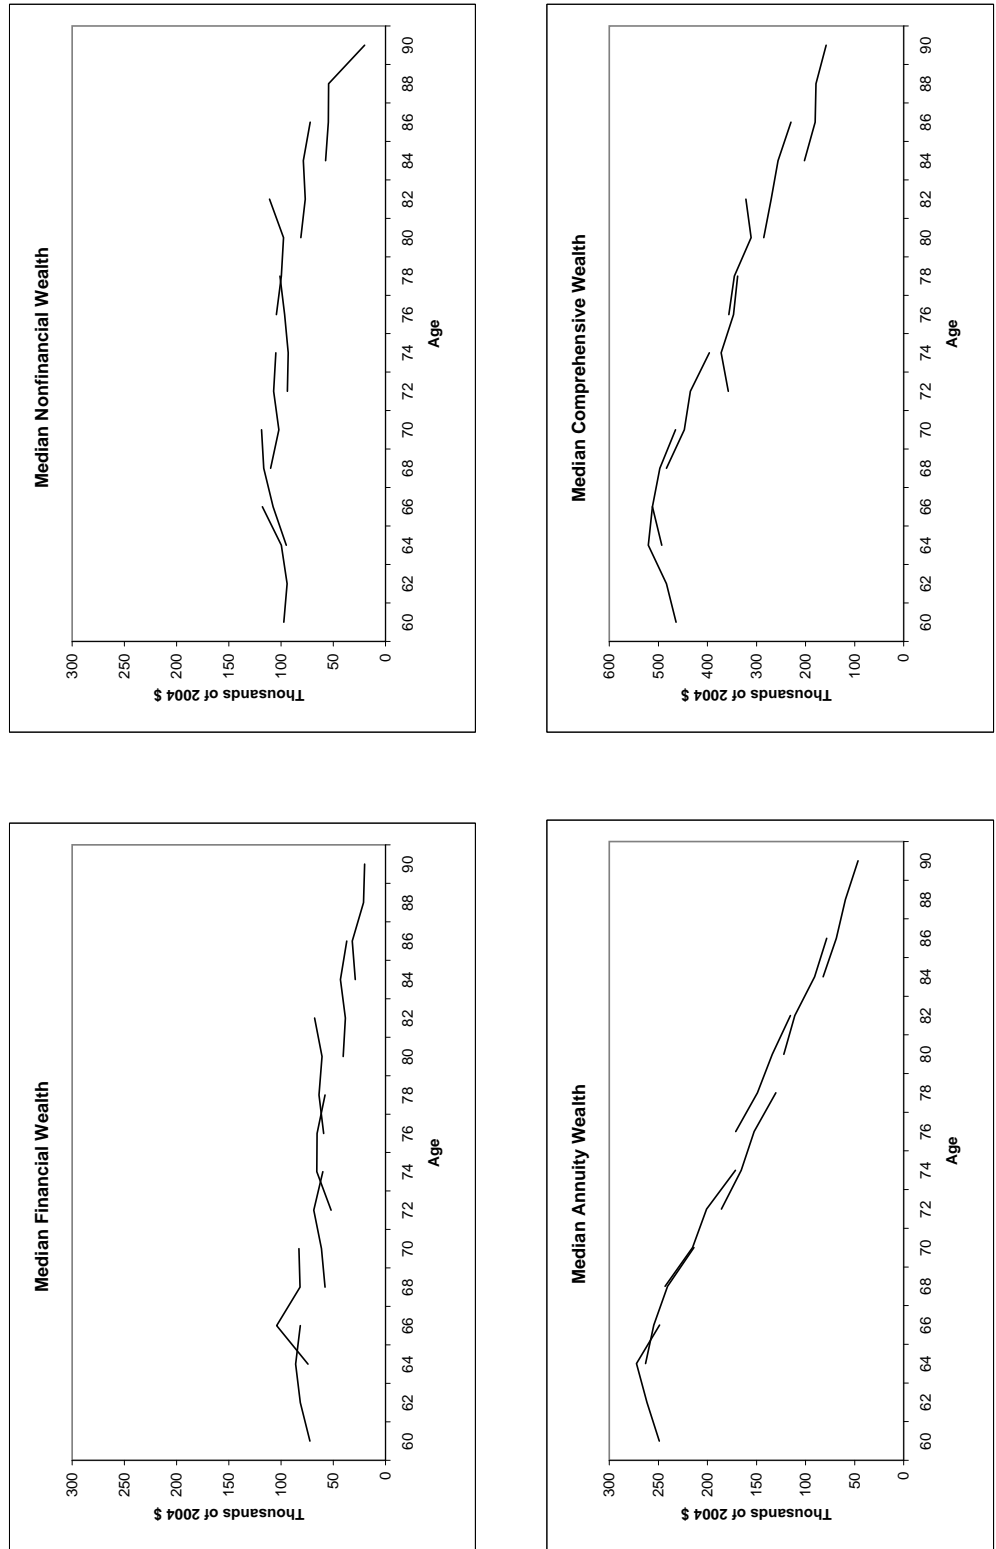 Median Financial Wealth
Thousands of 2004 $
300
250
200
150
100
50
0
60 62 64 66 68 70 72 74 76 78 80 82 84 86 88 90
Age
Median Nonfinancial Wealth
Thousands of 2004 $
300
250
200
150
100
50
0
60 62 64 66 68 70 72 74 76 78 80 82 84 86 88 90
Age
Median Annuity Wealth
Thousands of 2004 $
300
250
200
150
100
50
0
60 62 64 66 68 70 72 74 76 78 80 82 84 86 88 90
Age
Median Comprehensive Wealth
Thousands of 2004 $
600
500
400
300
200
100
0
60 62 64 66 68 70 72 74 76 78 80 82 84 86 88 90
Age